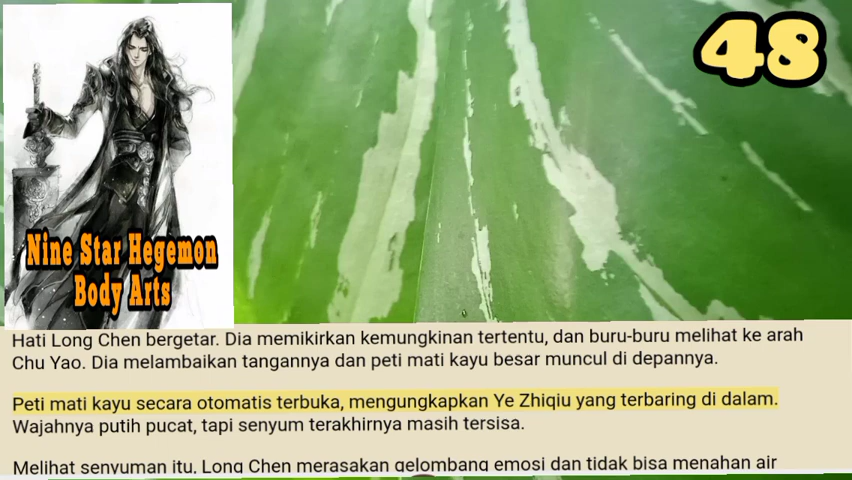 48
Nine Star Hegemon
Body Arts
Hati Long Chen bergetar. Dia memikirkan kemungkinan tertentu, dan buru-buru melihat ke arah
Chu Yao. Dia melambaikan tangannya dan peti mati kayu besar muncul di depannya.
Peti mati kayu secara otomatis terbuka, mengungkapkan Ye Zhiqiu yang terbaring di dalam.
Wajahnya putih pucat, tapi senyum terakhirnya masih tersisa.
Melihat senyuman itu, Long Chen merasakan gelombang emosi dan tidak bisa menahan air